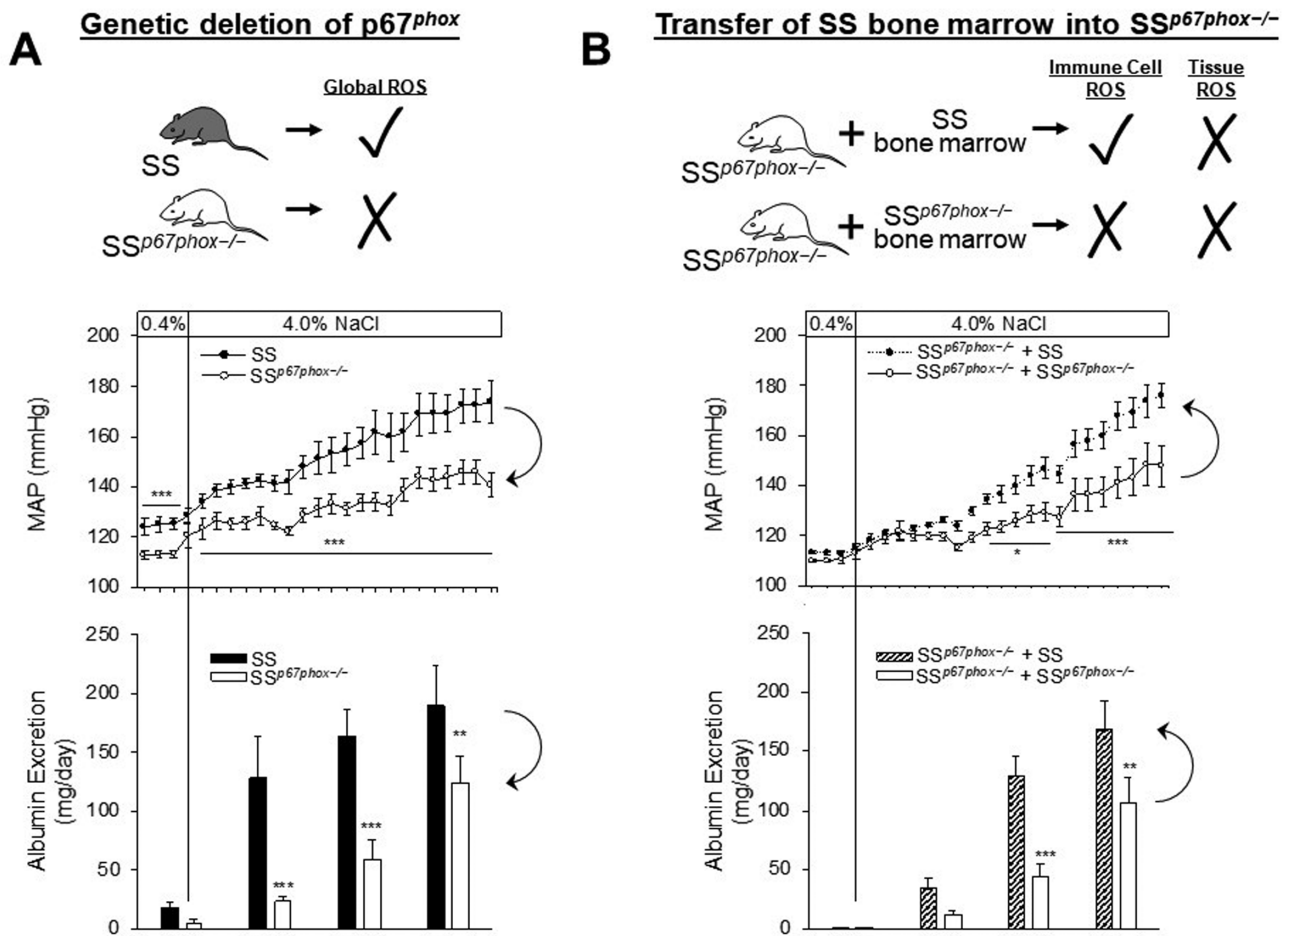 A
Genetic deletion of p67phox
Global ROS
SS
SSp67phox−/−
0.4%
4.0% NaCl
200
180
160
140
120
100
MAP (mmHg)
SS
SSp67phox−/−
***
***
250
200
150
100
50
0
Albumin Excretion
(mg/day)
SS
SSp67phox−/−
***
***
**
B
Transfer of SS bone marrow into SSp67phox−/−
Immune Cell
ROS
Tissue
ROS
SSp67phox−/−
+
SS
bone marrow
SSp67phox−/−
+
SSp67phox−/−
bone marrow
0.4%
4.0% NaCl
200
180
160
140
120
100
MAP (mmHg)
SSp67phox−/− + SS
SSp67phox−/− + SSp67phox−/−
*
***
250
200
150
100
50
0
Albumin Excretion
(mg/day)
SSp67phox−/− + SS
SSp67phox−/− + SSp67phox−/−
***
**